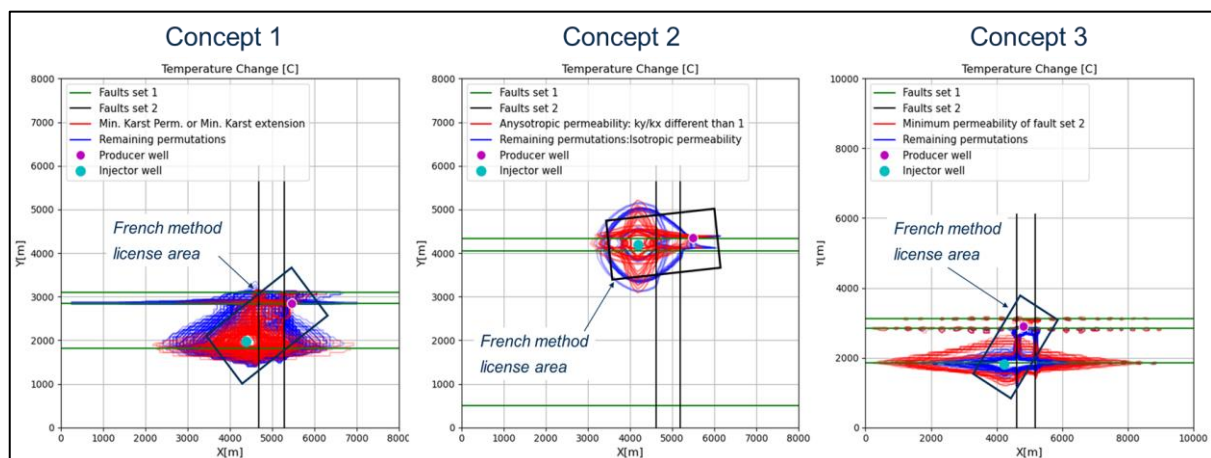 Concept 1
Temperature Change [C]
Faults set 1
Faults set 2
Min. Karst Perm. or Min. Karst extension
Remaining permutations
Producer well
Injector well
French method
license area
8000
7000
6000
5000
4000
3000
2000
1000
0
Y[m]
0 1000 2000 3000 4000 5000 6000 7000 8000
X[m]
Concept 2
Temperature Change [C]
Faults set 1
Faults set 2
Anysotropic permeability: ky/kx different than 1
Remaining permutations:Isotropic permeability
Producer well
Injector well
French method
license area
8000
7000
6000
5000
4000
3000
2000
1000
0
Y[m]
0 1000 2000 3000 4000 5000 6000 7000 8000
X[m]
Concept 3
Temperature Change [C]
Faults set 1
Faults set 2
Minimum permeability of fault set 2
Remaining permutations
Producer well
Injector well
French method
license area
10000
8000
6000
4000
2000
0
Y[m]
0 2000 4000 6000 8000 10000
X[m]